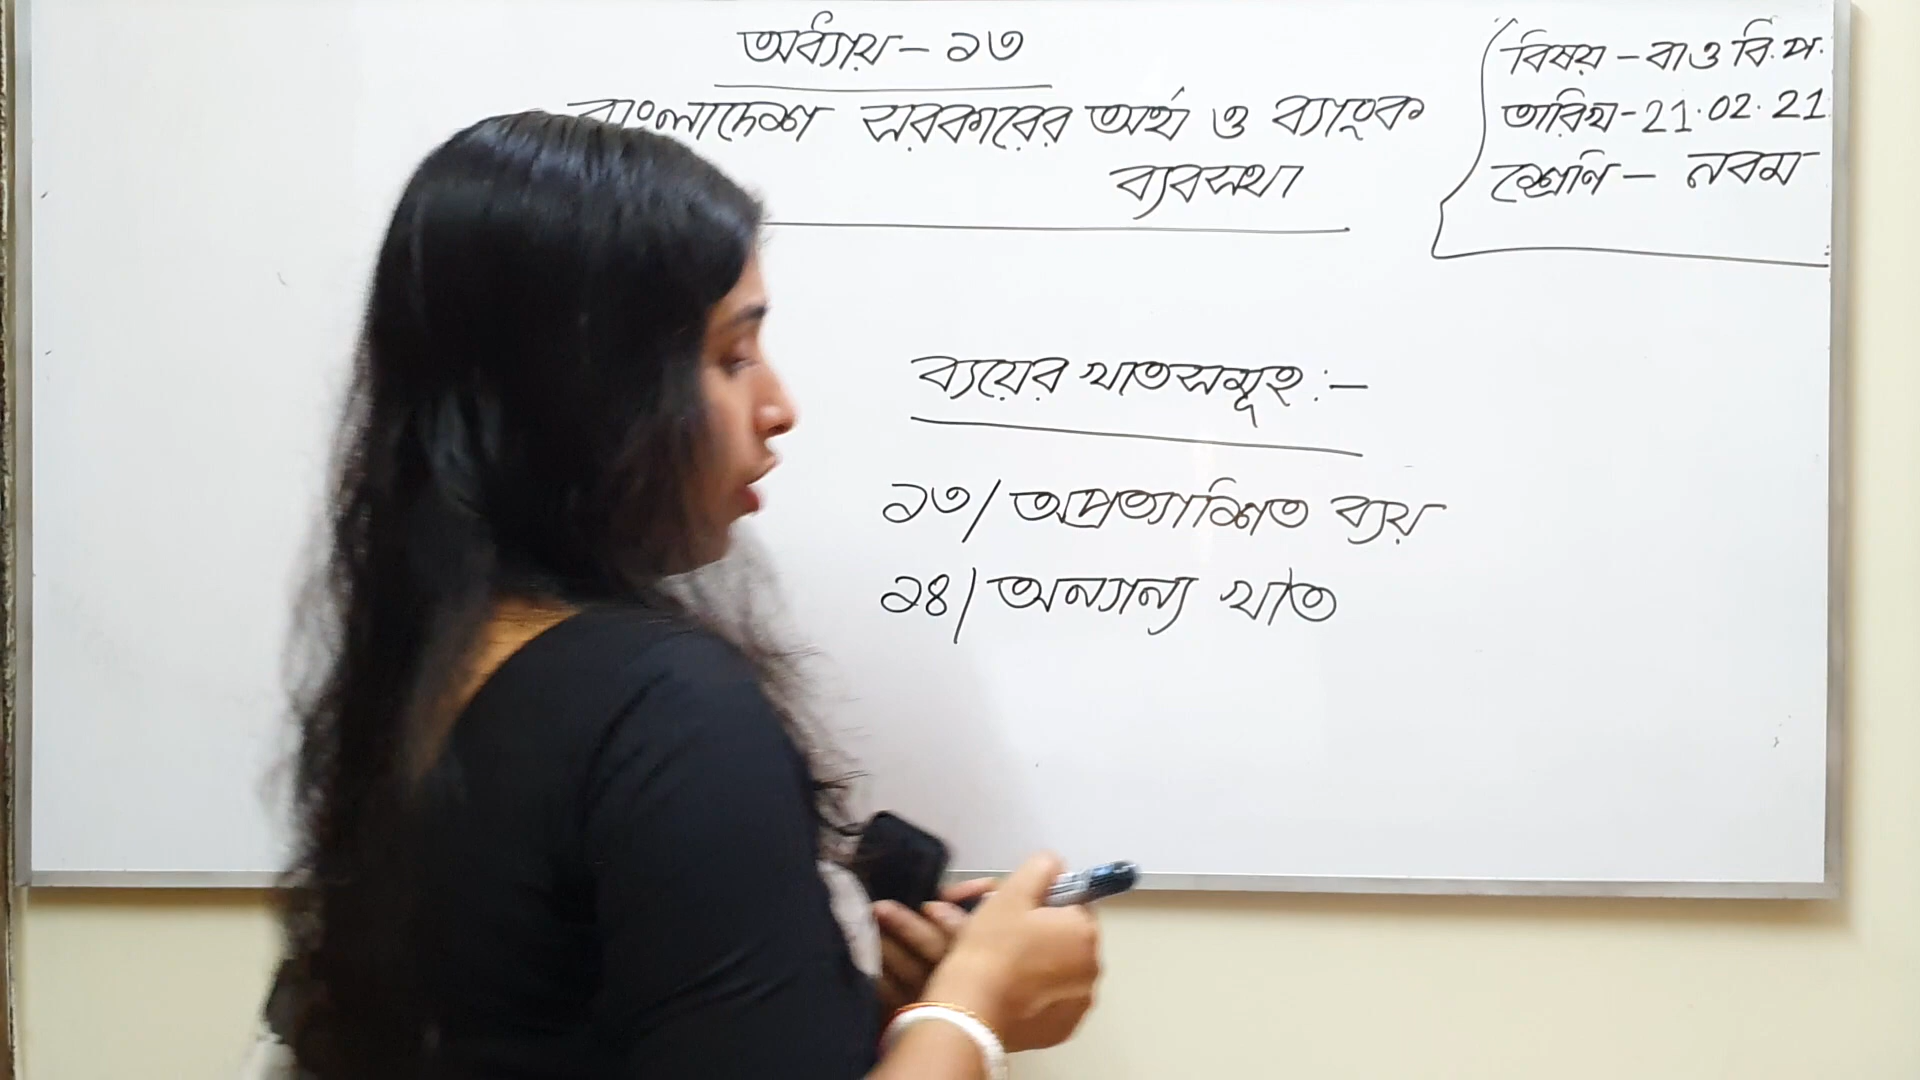 অধ্যায় - ১৩
বাংলাদেশ সরকারের অর্থ ও ব্যাংক
ব্যবস্থা
বিষয় - বাও বি.প.
তারিখ - 21.02.21
শ্রেণি - নবম
ব্যয়ের খাতসমূহ :-
১৩/ অপ্রত্যাশিত ব্যয়
১৪/ অন্যান্য খাত